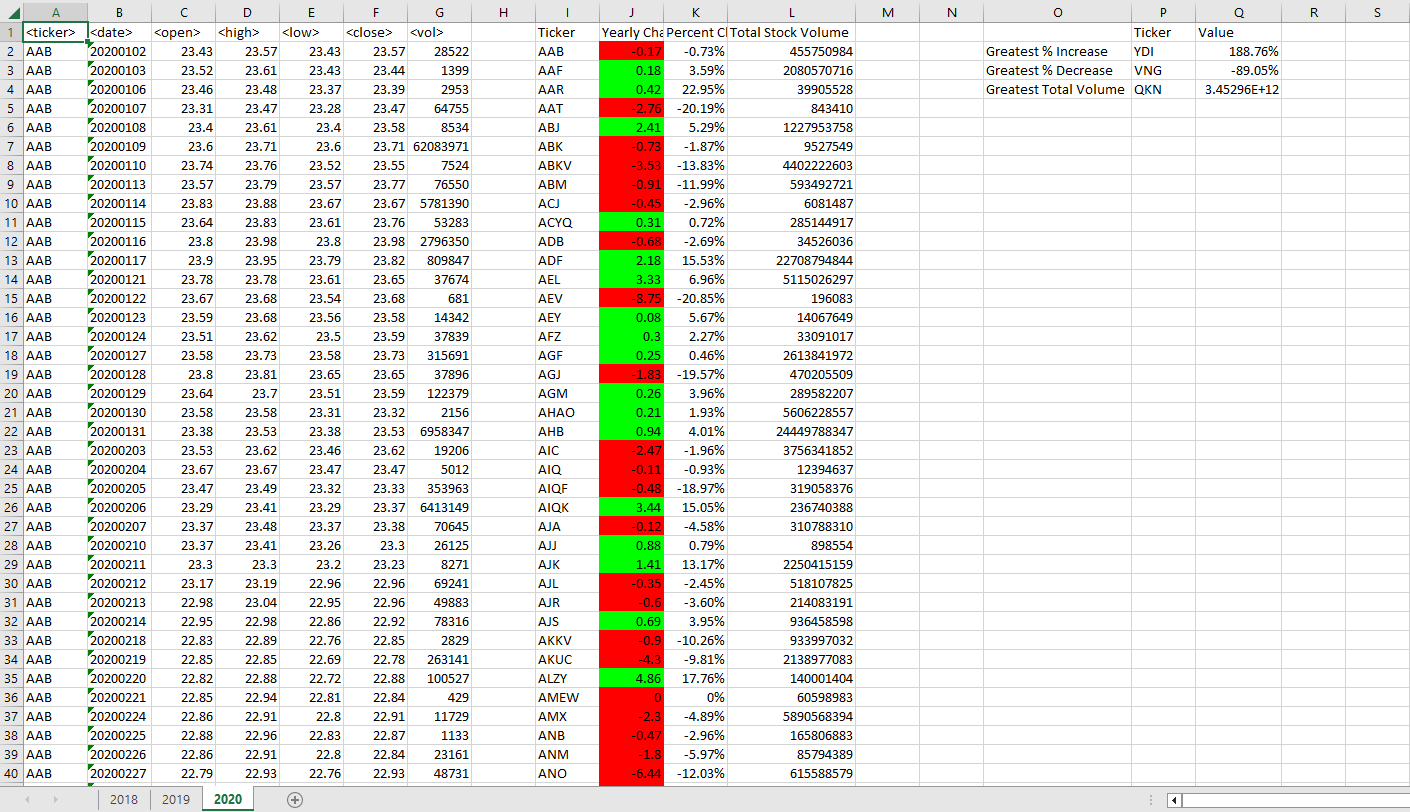 A B C D E F G H I J K L M N O P Q R S
1 <ticker> <date> <open> <high> <low> <close> <vol> Ticker Yearly Cha Percent Cl Total Stock Volume Ticker Value
2 AAB 20200102 23.43 23.57 23.43 23.57 28522 AAB -0.17 -0.73% 455750984 Greatest % Increase YDI 188.76%
3 AAB 20200103 23.52 23.61 23.43 23.44 1399 AAF 0.18 3.59% 2080570716 Greatest % Decrease VNG -89.05%
4 AAB 20200106 23.46 23.48 23.37 23.39 2953 AAR 0.42 22.95% 39905528 Greatest Total Volume QKN 3.45296E+12
5 AAB 20200107 23.31 23.47 23.28 23.47 64755 AAT -2.76 -20.19% 843410
6 AAB 20200108 23.4 23.61 23.4 23.58 8534 ABJ 2.41 5.29% 1227953758
7 AAB 20200109 23.6 23.71 23.6 23.71 62083971 ABK -0.73 -1.87% 9527549
8 AAB 20200110 23.74 23.76 23.52 23.55 7524 ABKV -3.53 -13.83% 4402222603
9 AAB 20200113 23.57 23.79 23.57 23.77 76550 ABM -0.91 -11.99% 593492721
10 AAB 20200114 23.83 23.88 23.67 23.67 5781390 ACJ -0.45 -2.96% 6081487
11 AAB 20200115 23.64 23.83 23.61 23.76 53283 ACYQ 0.31 0.72% 285144917
12 AAB 20200116 23.8 23.98 23.8 23.98 2796350 ADB -0.68 -2.69% 34526036
13 AAB 20200117 23.9 23.95 23.79 23.82 809847 ADF 2.18 15.53% 22708794844
14 AAB 20200121 23.78 23.78 23.61 23.65 37674 AEL 3.33 6.96% 5115026297
15 AAB 20200122 23.67 23.68 23.54 23.68 681 AEV -8.75 -20.85% 196083
16 AAB 20200123 23.59 23.68 23.56 23.58 14342 AEY 0.08 5.67% 14067649
17 AAB 20200124 23.51 23.62 23.5 23.59 37839 AFZ 0.3 2.27% 33091017
18 AAB 20200127 23.58 23.73 23.58 23.73 315691 AGF 0.25 0.46% 2613841972
19 AAB 20200128 23.8 23.81 23.65 23.65 37896 AGJ -1.83 -19.57% 470205509
20 AAB 20200129 23.64 23.7 23.51 23.59 122379 AGM 0.26 3.96% 289582207
21 AAB 20200130 23.58 23.58 23.31 23.32 2156 AHAO 0.21 1.93% 5606228557
22 AAB 20200131 23.38 23.53 23.38 23.53 6958347 AHB 0.94 4.01% 24449788347
23 AAB 20200203 23.53 23.62 23.46 23.62 19206 AIC -2.47 -1.96% 3756341852
24 AAB 20200204 23.67 23.67 23.47 23.47 5012 AIQ -0.11 -0.93% 12394637
25 AAB 20200205 23.47 23.49 23.32 23.33 353963 AIQF -0.48 -18.97% 319058376
26 AAB 20200206 23.29 23.41 23.29 23.37 6413149 AIQK 3.44 15.05% 236740388
27 AAB 20200207 23.37 23.48 23.37 23.38 70645 AJA -0.12 -4.58% 310788310
28 AAB 20200210 23.37 23.41 23.26 23.3 26125 AJJ 0.88 0.79% 898554
29 AAB 20200211 23.3 23.3 23.2 23.23 8271 AJK 1.41 13.17% 2250415159
30 AAB 20200212 23.17 23.19 22.96 22.96 69241 AJL -0.35 -2.45% 518107825
31 AAB 20200213 22.98 23.04 22.95 22.96 49883 AJR -0.6 -3.60% 214083191
32 AAB 20200214 22.95 22.98 22.86 22.92 78316 AJS 0.69 3.95% 936458598
33 AAB 20200218 22.83 22.89 22.76 22.85 2829 AKKV -0.9 -10.26% 933997032
34 AAB 20200219 22.85 22.85 22.69 22.78 263141 AKUC -4.3 -9.81% 2138977083
35 AAB 20200220 22.82 22.88 22.72 22.88 100527 ALZY 4.86 17.76% 140001404
36 AAB 20200221 22.85 22.94 22.81 22.84 429 AMEW 0 0% 60598983
37 AAB 20200224 22.86 22.91 22.8 22.91 11729 AMX -2.3 -4.89% 5890568394
38 AAB 20200225 22.88 22.96 22.83 22.87 1133 ANB -0.47 -2.96% 165806883
39 AAB 20200226 22.86 22.91 22.8 22.84 23161 ANM -1.8 -5.97% 85794389
40 AAB 20200227 22.79 22.93 22.76 22.93 48731 ANO -6.44 -12.03% 615588579
2018 2019 2020